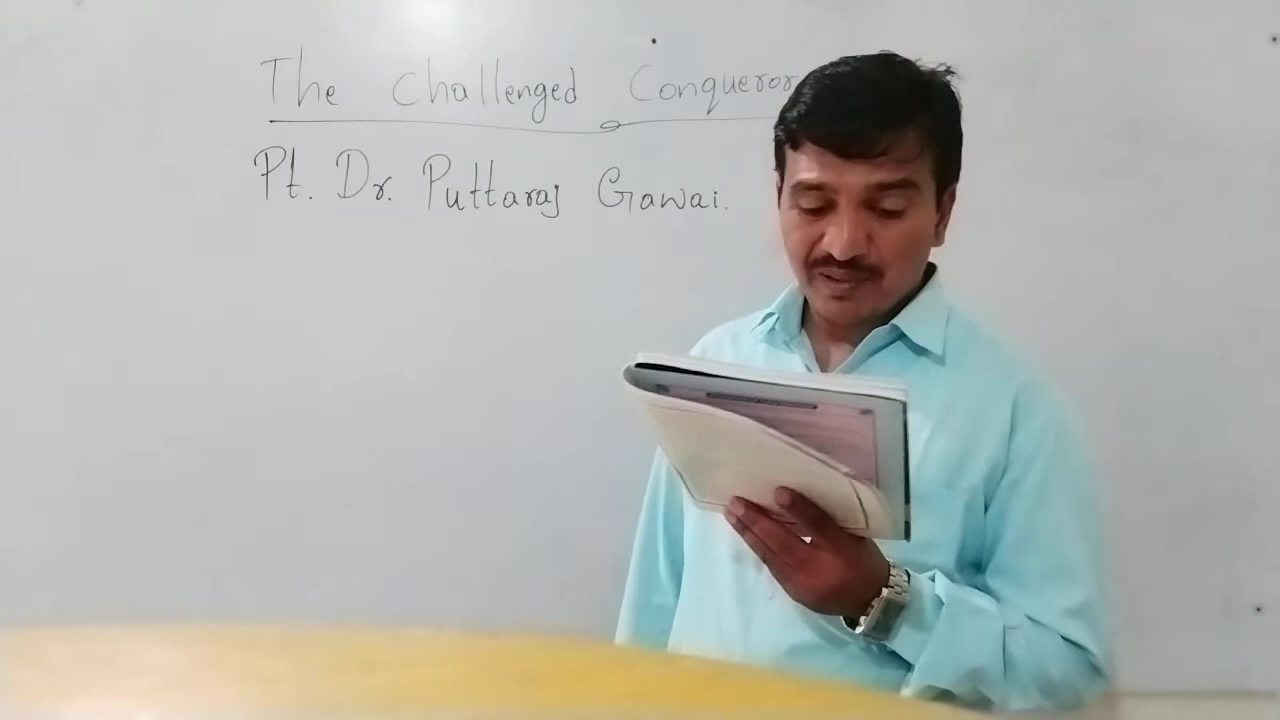 The Challenged Conqueror
Pt. Dr. Puttaraj Gawai.